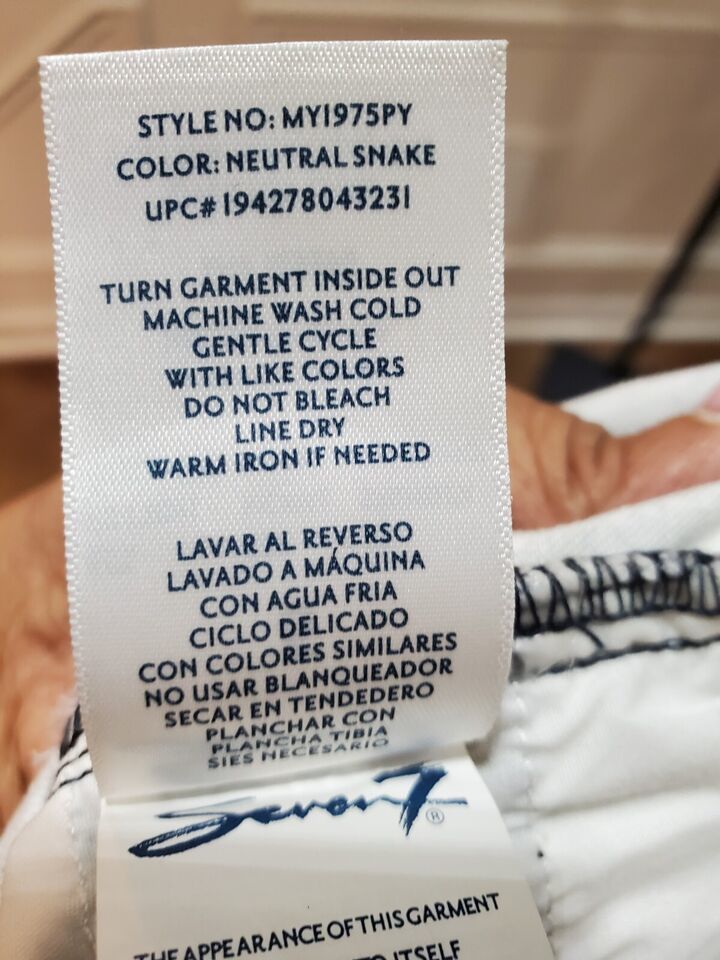 STYLE NO: MY1975PY
COLOR: NEUTRAL SNAKE
UPC# 194278043231
TURN GARMENT INSIDE OUT
MACHINE WASH COLD
GENTLE CYCLE
WITH LIKE COLORS
DO NOT BLEACH
LINE DRY
WARM IRON IF NEEDED
LAVAR AL REVERSO
LAVADO A MÁQUINA
CON AGUA FRIA
CICLO DELICADO
CON COLORES SIMILARES
NO USAR BLANQUEADOR
SECAR EN TENDEDERO
PLANCHAR CON
PLANCHA TIBIA
SIES NECESARIO
Seven7®
THE APPEARANCE OF THIS GARMENT
TO ITSELF